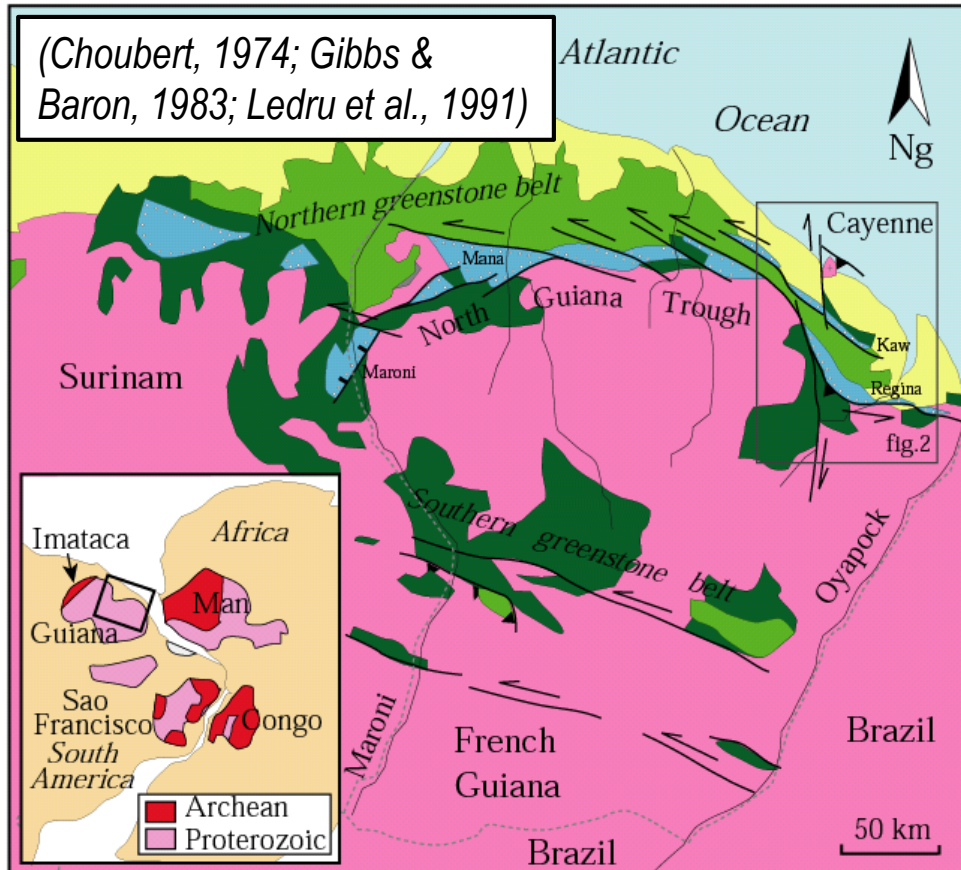 (Choubert, 1974; Gibbs &
Baron, 1983; Ledru et al., 1991)
Atlantic
Ocean
Ng
Northern greenstone belt
Cayenne
Mana
North Guiana Trough
Kaw
Surinam
Maroni
Regina
fig.2
Southern greenstone belt
Oyapock
Imataca
Africa
Man
Guiana
Sao
Francisco
Congo
South
America
Archean
Proterozoic
Maroni
French
Guiana
Brazil
Brazil
50 km